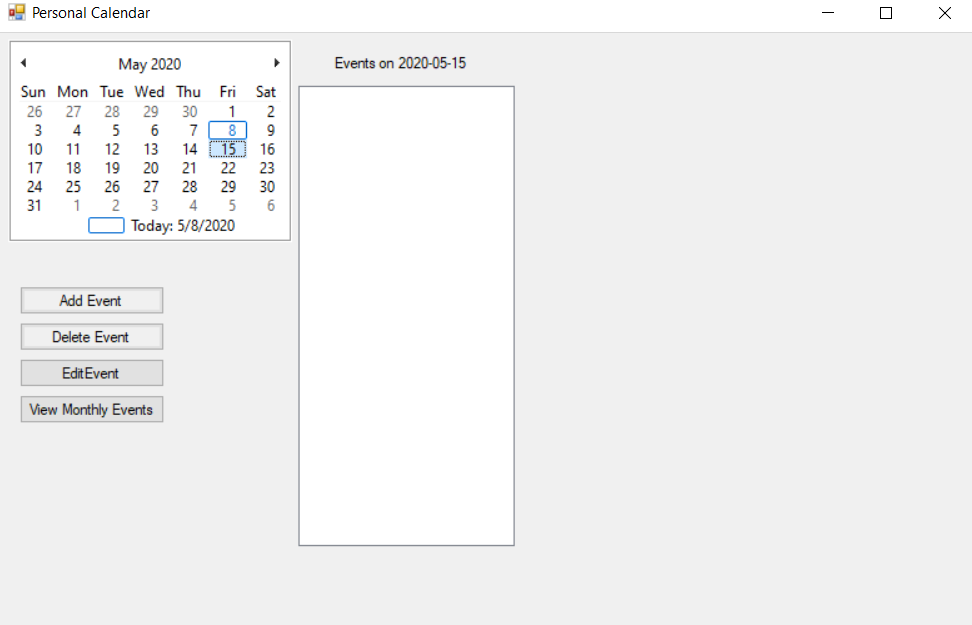 Personal Calendar
May 2020
Sun Mon Tue Wed Thu Fri Sat
26 27 28 29 30 1 2
3 4 5 6 7 8 9
10 11 12 13 14 15 16
17 18 19 20 21 22 23
24 25 26 27 28 29 30
31 1 2 3 4 5 6
Today: 5/8/2020
Events on 2020-05-15
Add Event
Delete Event
EditEvent
View Monthly Events